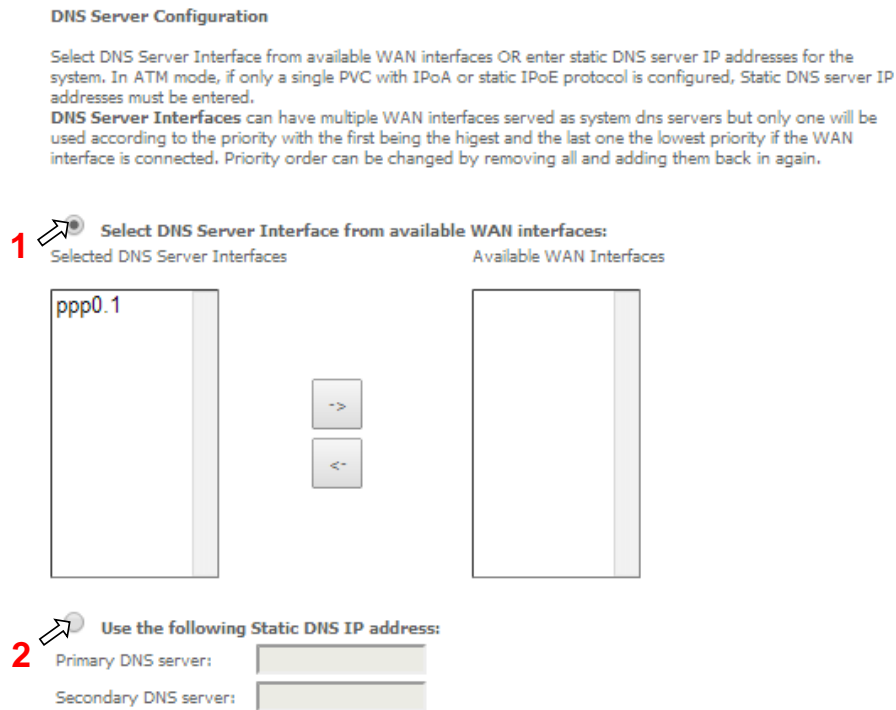 DNS Server Configuration
Select DNS Server Interface from available WAN interfaces OR enter static DNS server IP addresses for the
system. In ATM mode, if only a single PVC with IPoA or static IPoE protocol is configured, Static DNS server IP
addresses must be entered.
DNS Server Interfaces can have multiple WAN interfaces served as system dns servers but only one will be
used according to the priority with the first being the higest and the last one the lowest priority if the WAN
interface is connected. Priority order can be changed by removing all and adding them back in again.
1 Select DNS Server Interface from available WAN interfaces:
Selected DNS Server Interfaces Available WAN Interfaces
ppp0.1
->
<-
2 Use the following Static DNS IP address:
Primary DNS server:
Secondary DNS server: